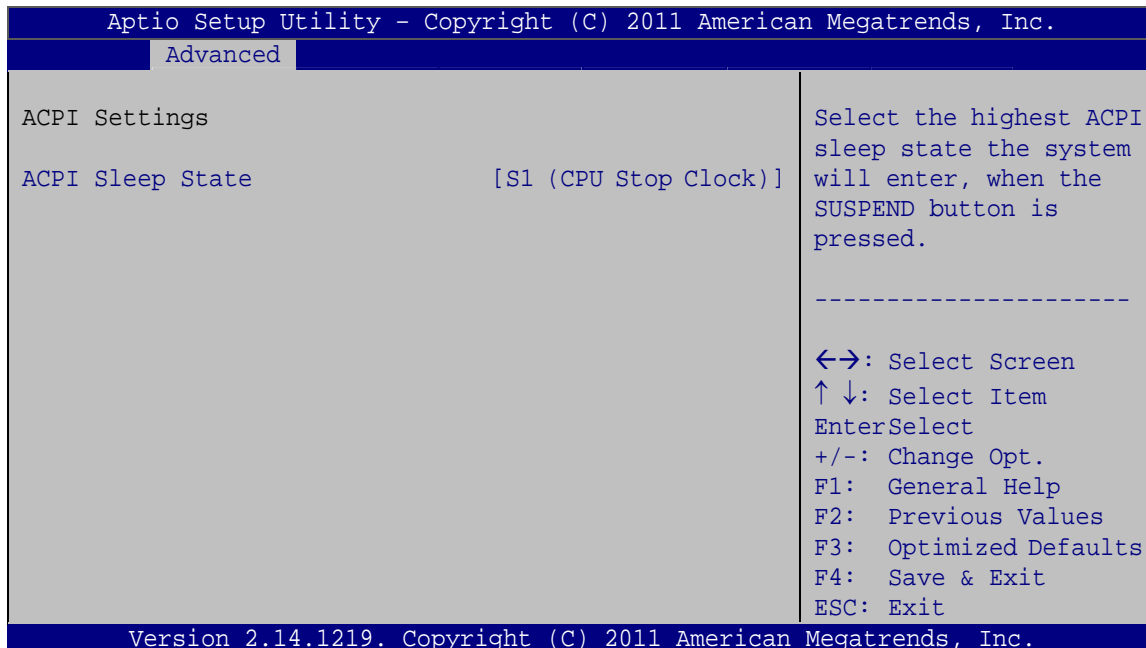 Aptio Setup Utility – Copyright (C) 2011 American Megatrends, Inc.
Advanced
ACPI Settings
ACPI Sleep State [S1 (CPU Stop Clock)]
Select the highest ACPI
sleep state the system
will enter, when the
SUSPEND button is
pressed.
----------------------
←→: Select Screen
↑ ↓: Select Item
EnterSelect
+/-: Change Opt.
F1: General Help
F2: Previous Values
F3: Optimized Defaults
F4: Save & Exit
ESC: Exit
Version 2.14.1219. Copyright (C) 2011 American Megatrends, Inc.